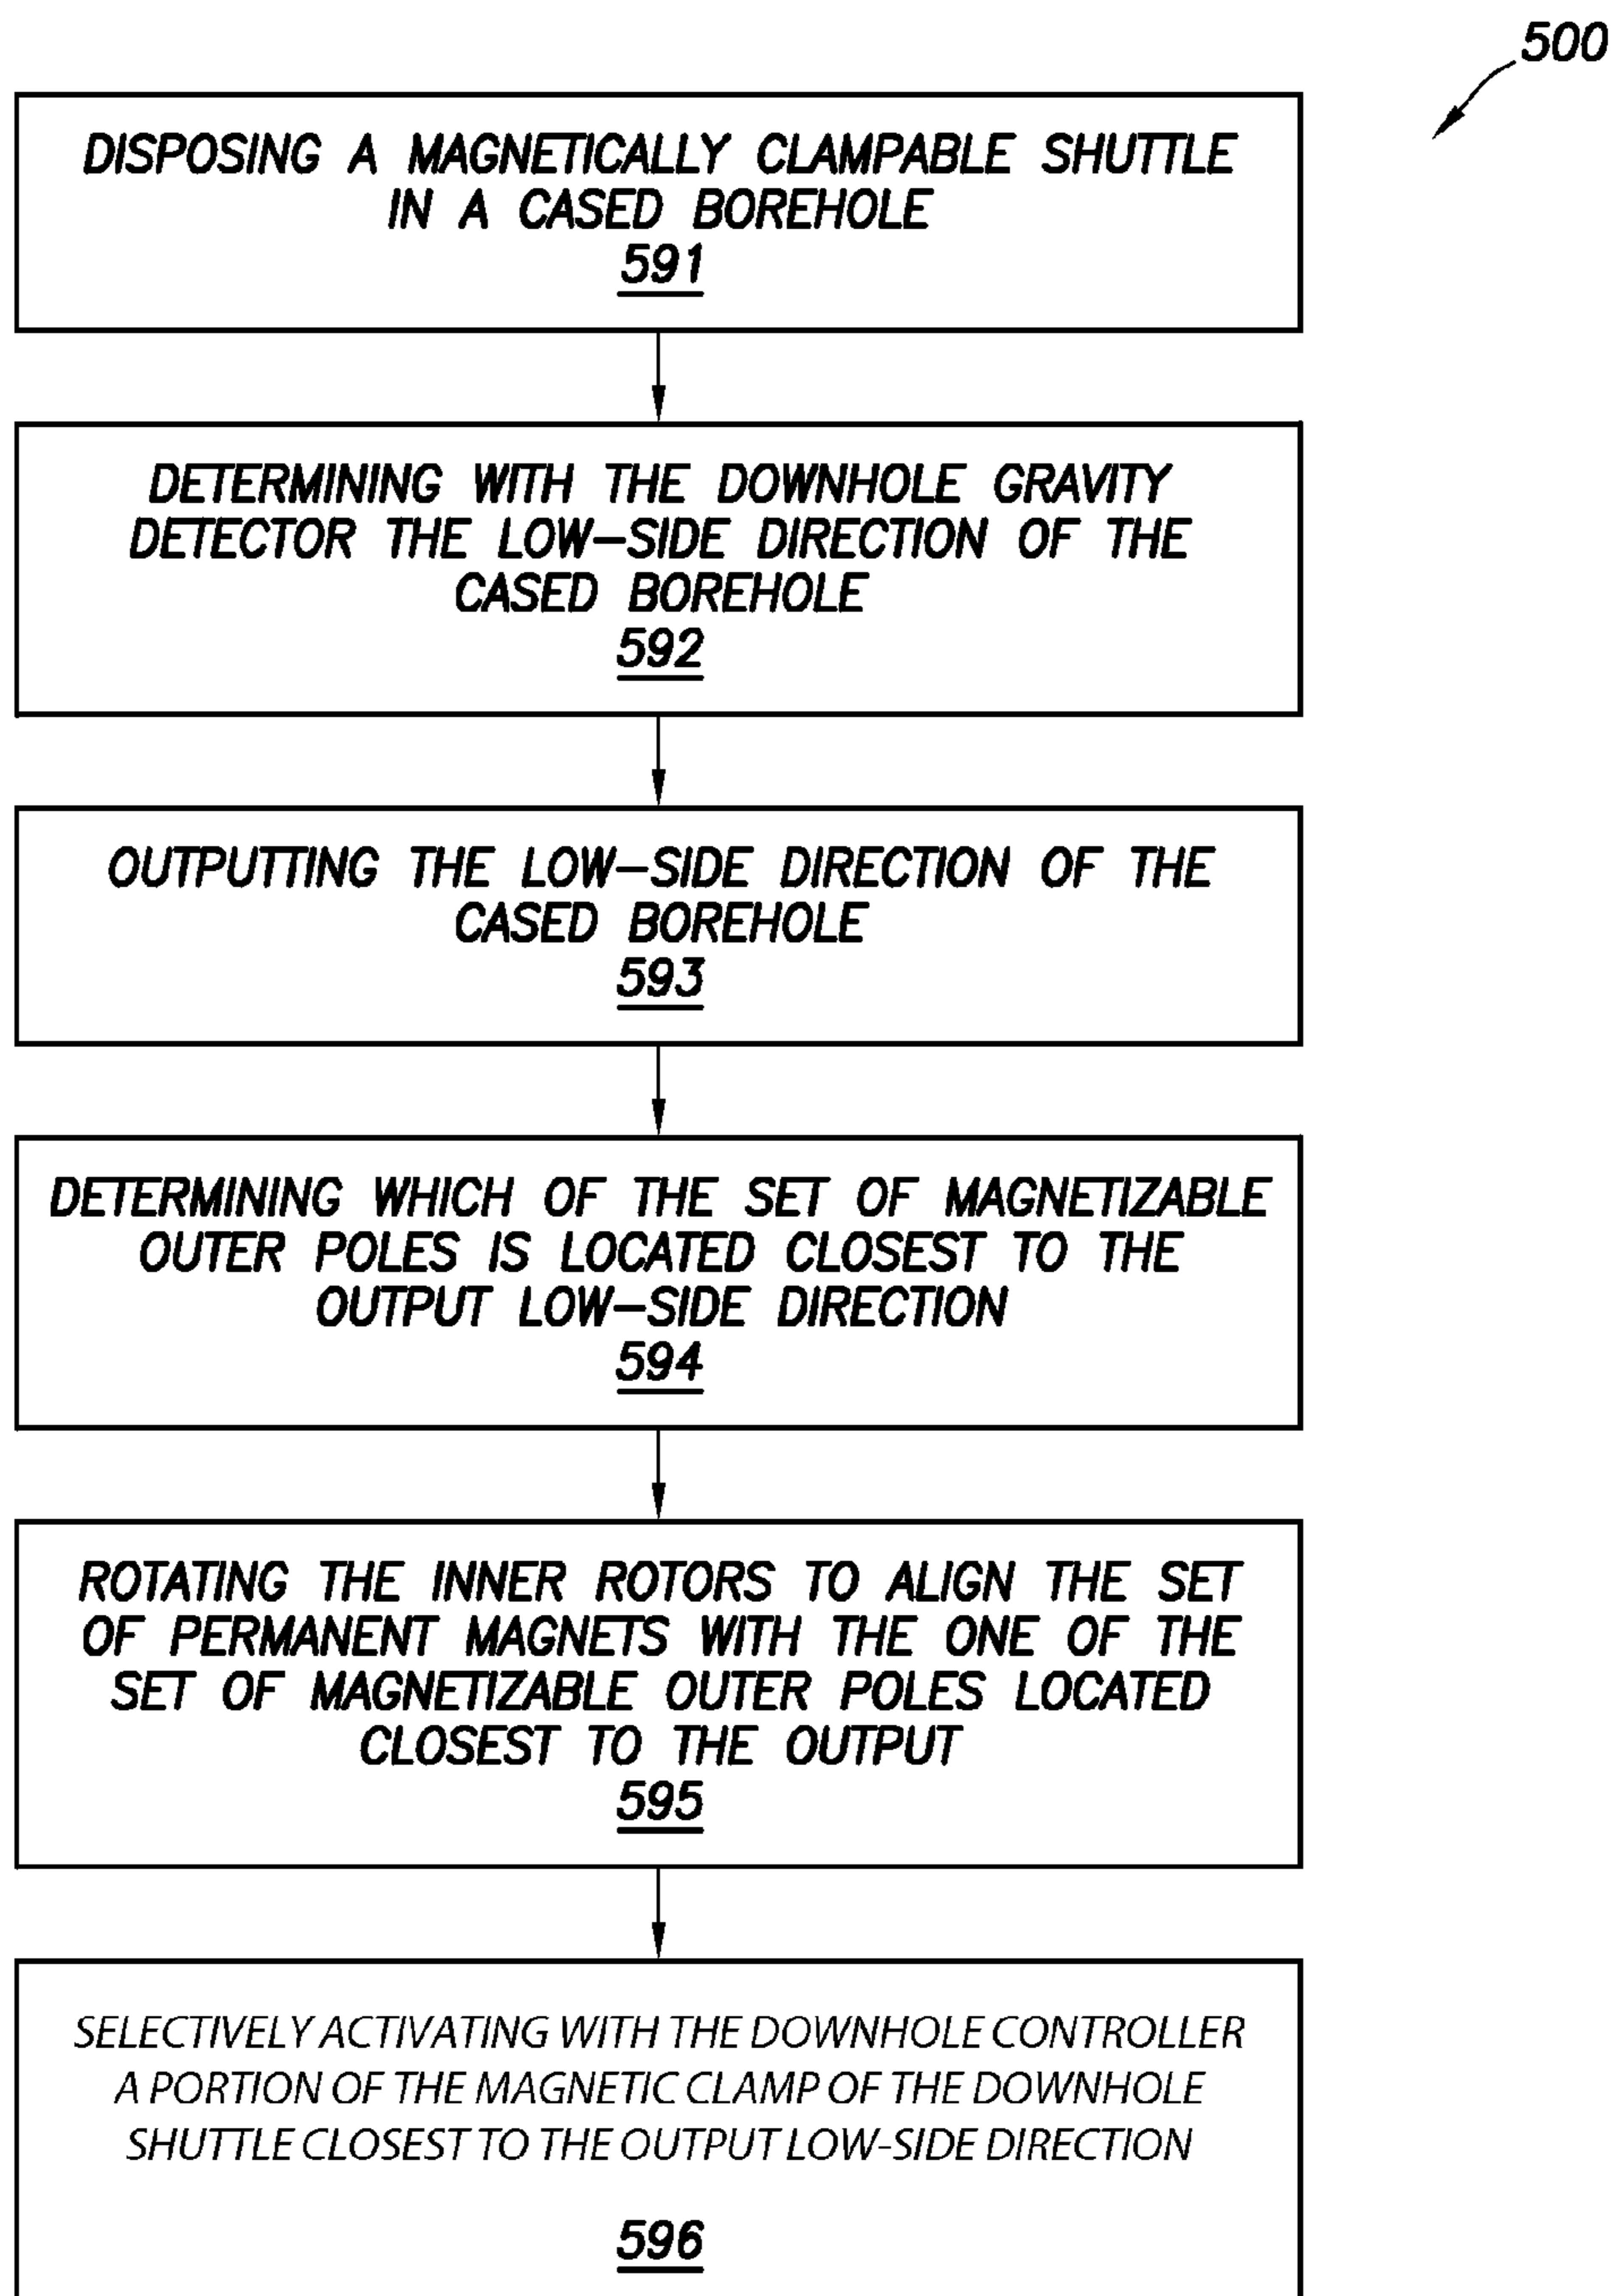 500
DISPOSING A MAGNETICALLY CLAMPABLE SHUTTLE
IN A CASED BOREHOLE
591
DETERMINING WITH THE DOWNHOLE GRAVITY
DETECTOR THE LOW-SIDE DIRECTION OF THE
CASED BOREHOLE
592
OUTPUTTING THE LOW-SIDE DIRECTION OF THE
CASED BOREHOLE
593
DETERMINING WHICH OF THE SET OF MAGNETIZABLE
OUTER POLES IS LOCATED CLOSEST TO THE
OUTPUT LOW-SIDE DIRECTION
594
ROTATING THE INNER ROTORS TO ALIGN THE SET
OF PERMANENT MAGNETS WITH THE ONE OF THE
SET OF MAGNETIZABLE OUTER POLES LOCATED
CLOSEST TO THE OUTPUT
595
SELECTIVELY ACTIVATING WITH THE DOWNHOLE CONTROLLER
A PORTION OF THE MAGNETIC CLAMP OF THE DOWNHOLE
SHUTTLE CLOSEST TO THE OUTPUT LOW-SIDE DIRECTION
596